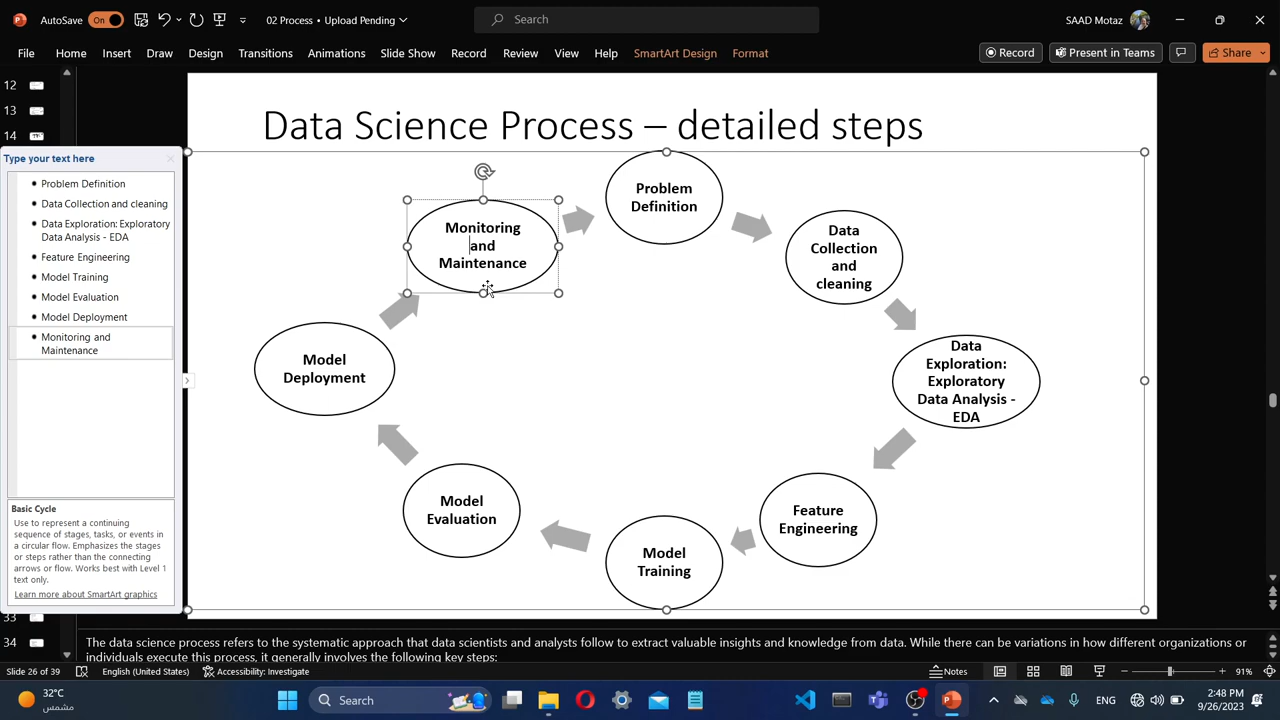 AutoSave On 02 Process • Upload Pending Search SAAD Motaz
File Home Insert Draw Design Transitions Animations Slide Show Record Review View Help SmartArt Design Format Record Present in Teams Share
12
13
14
33
34
Type your text here
Problem Definition
Data Collection and cleaning
Data Exploration: Exploratory
Data Analysis - EDA
Feature Engineering
Model Training
Model Evaluation
Model Deployment
Monitoring and
Maintenance
Basic Cycle
Use to represent a continuing
sequence of stages, tasks, or events in
a circular flow. Emphasizes the stages
or steps rather than the connecting
arrows or flow. Works best with Level 1
text only.
Learn more about SmartArt graphics
Data Science Process – detailed steps
Problem
Definition
Data
Collection
and
cleaning
Data
Exploration:
Exploratory
Data Analysis -
EDA
Feature
Engineering
Model
Training
Model
Evaluation
Model
Deployment
Monitoring
and
Maintenance
The data science process refers to the systematic approach that data scientists and analysts follow to extract valuable insights and knowledge from data. While there can be variations in how different organizations or
individuals execute this process, it generally involves the following key steps:
Slide 26 of 39 English (United States) Accessibility: Investigate Notes 91%
32°C
مشمس
Search
ENG
2:48 PM
9/26/2023